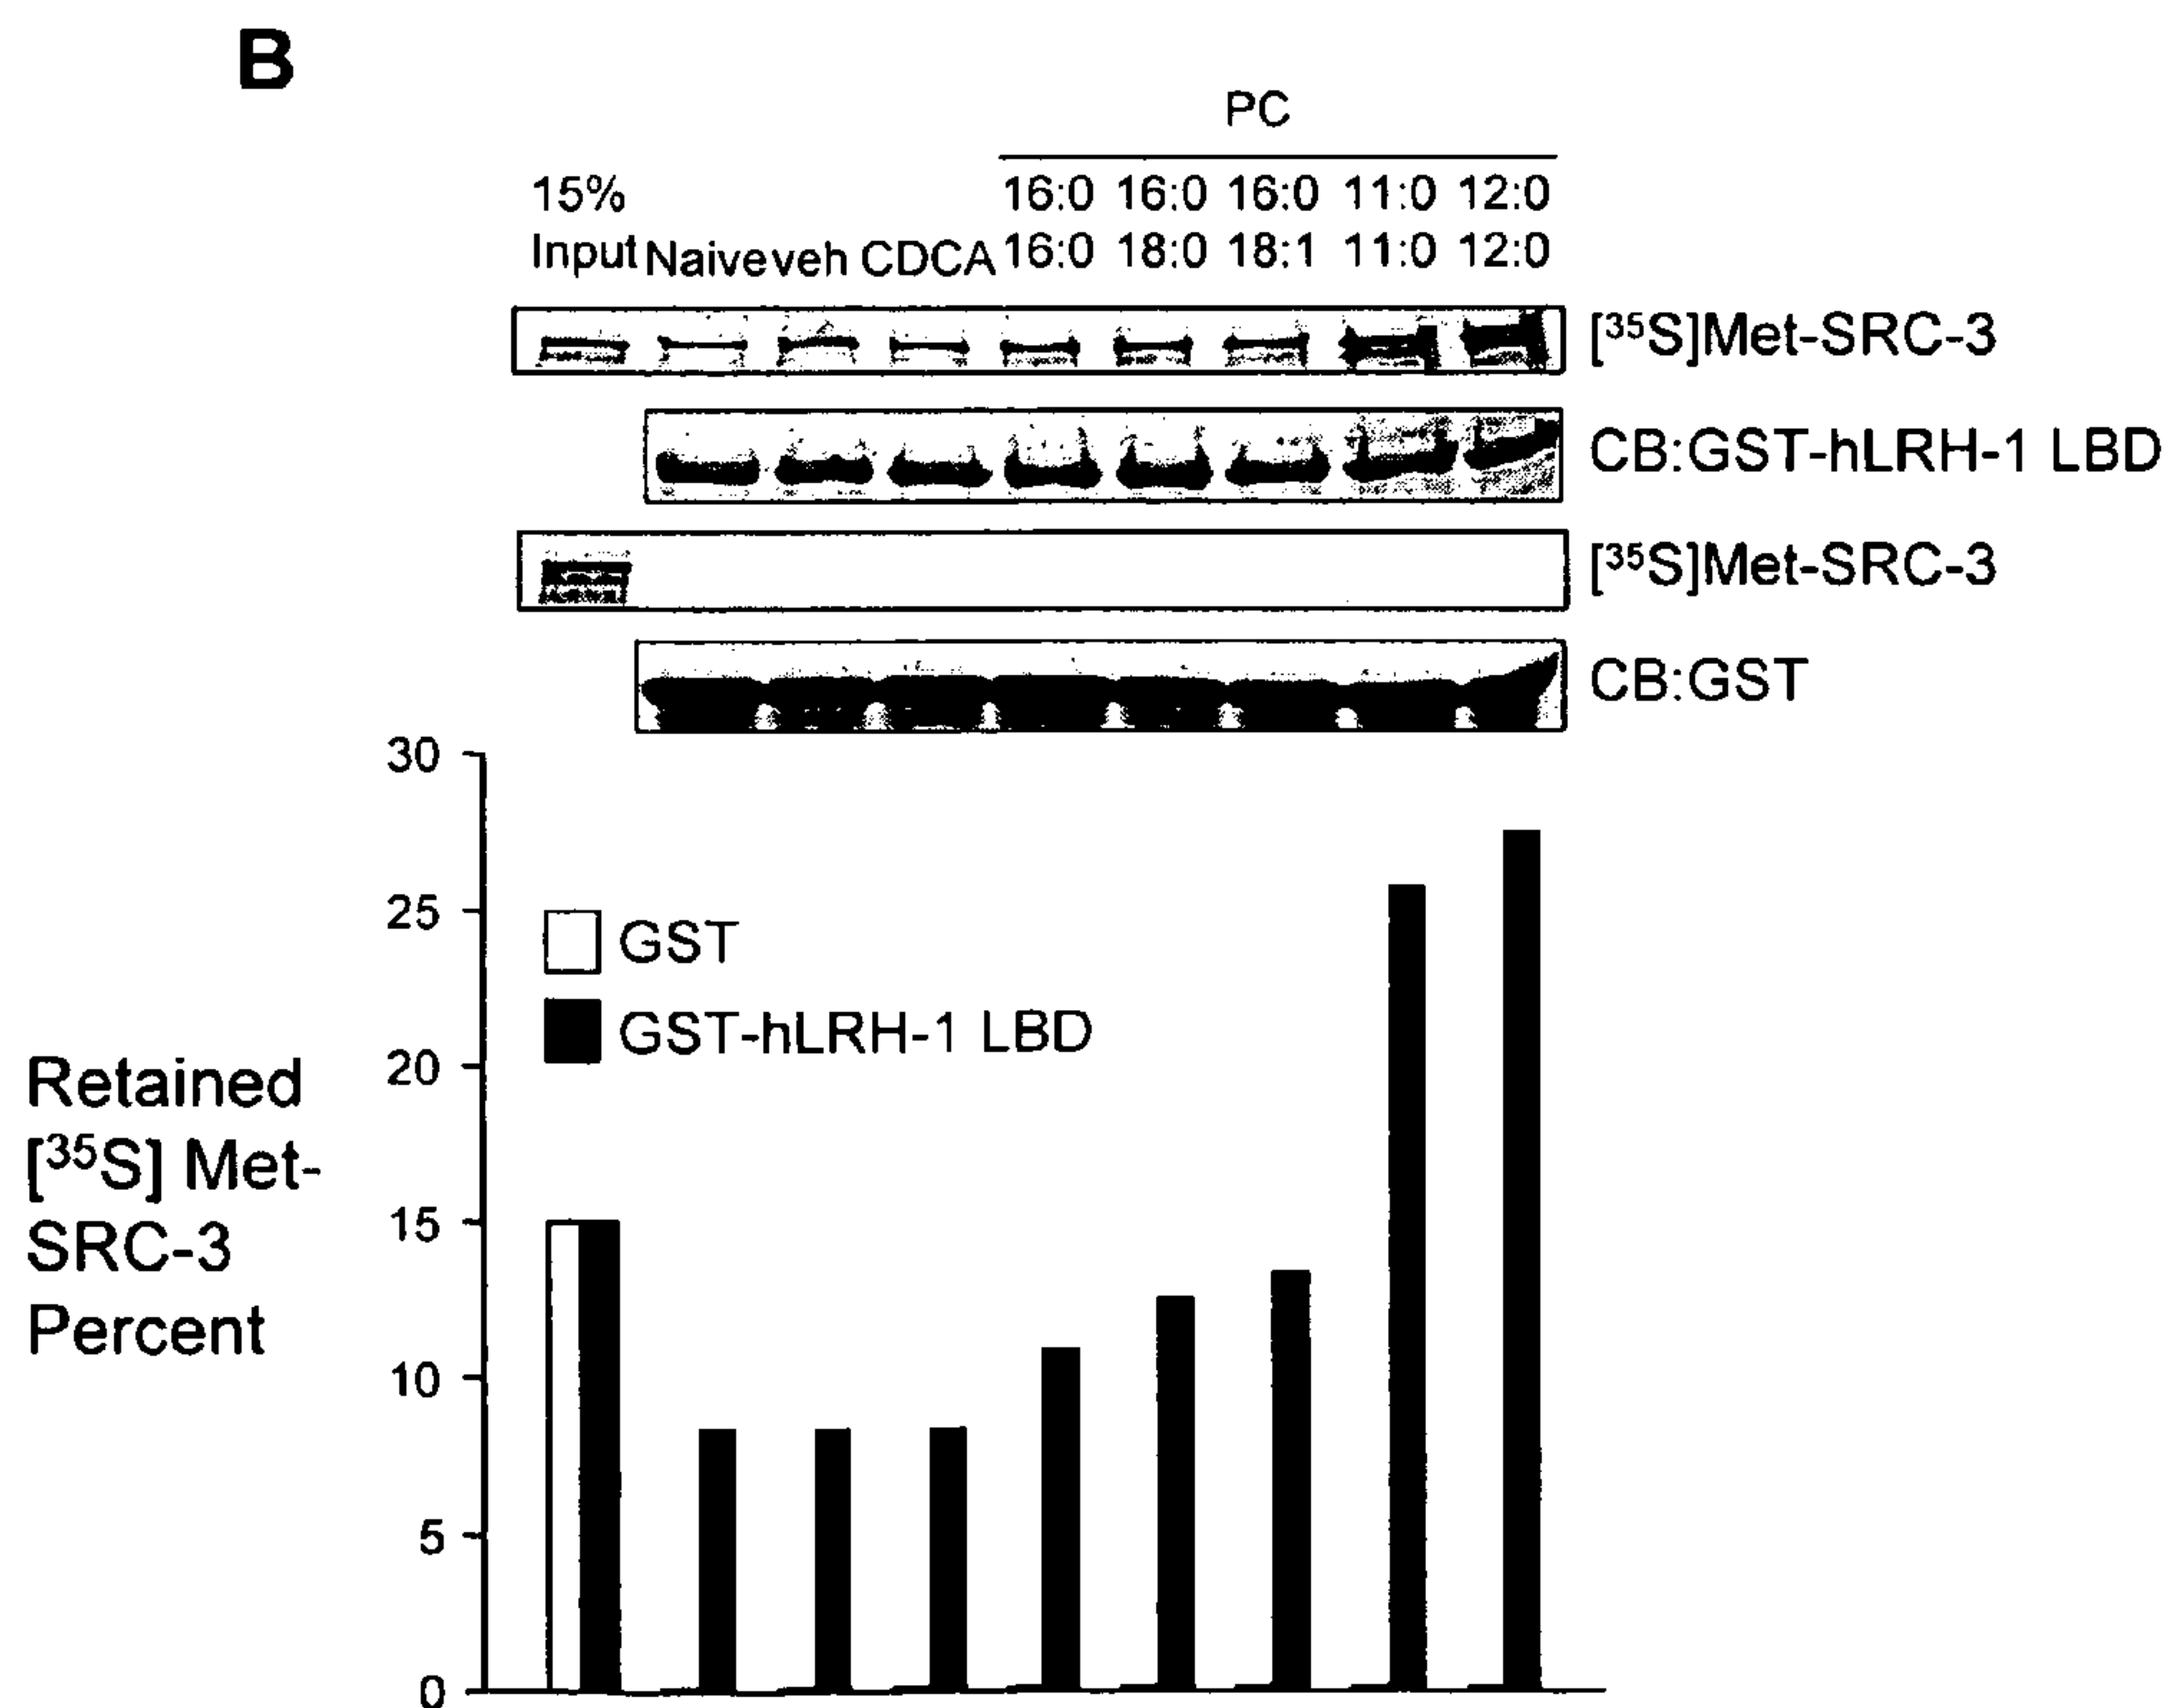 B
PC
15% 16:0 16:0 16:0 11:0 12:0
Input Naive veh CDCA 16:0 18:0 18:1 11:0 12:0
[³⁵S]Met-SRC-3
CB:GST-hLRH-1 LBD
[³⁵S]Met-SRC-3
CB:GST
30
25
20
15
10
5
0
GST
GST-hLRH-1 LBD
Retained
[³⁵S] Met-
SRC-3
Percent